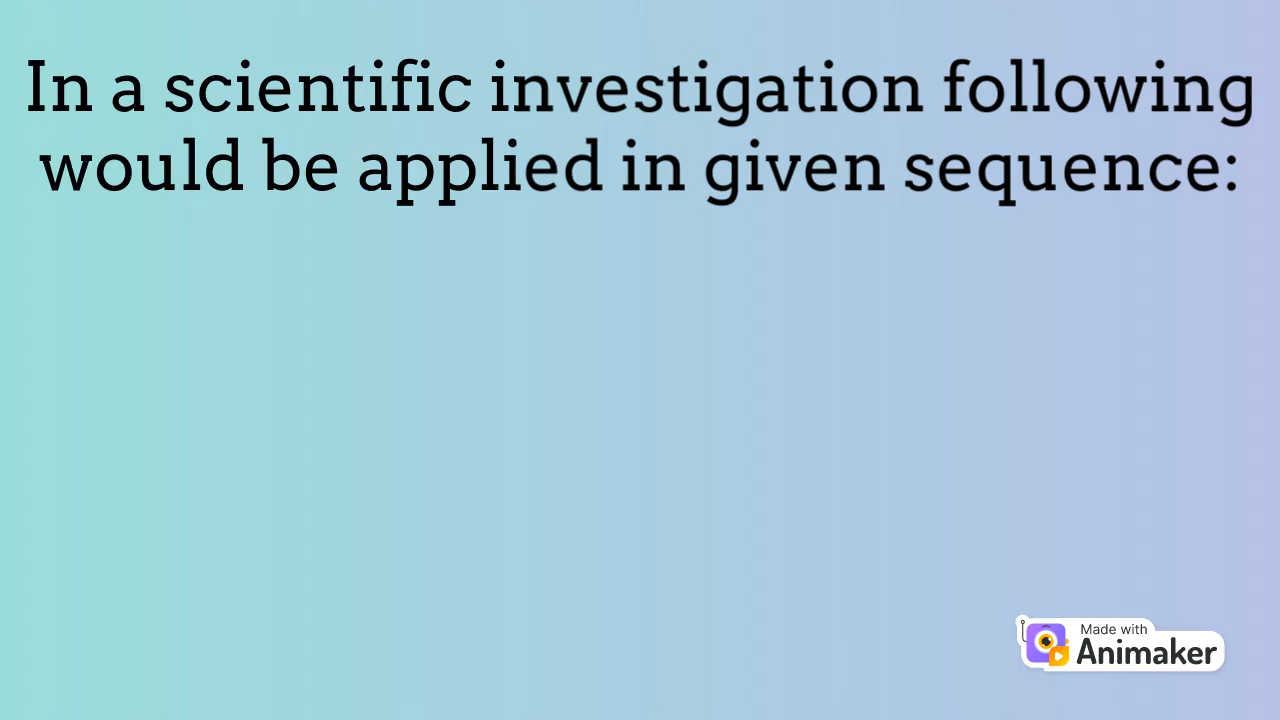 In a scientific investigation following
would be applied in given sequence:
Made with
Animaker